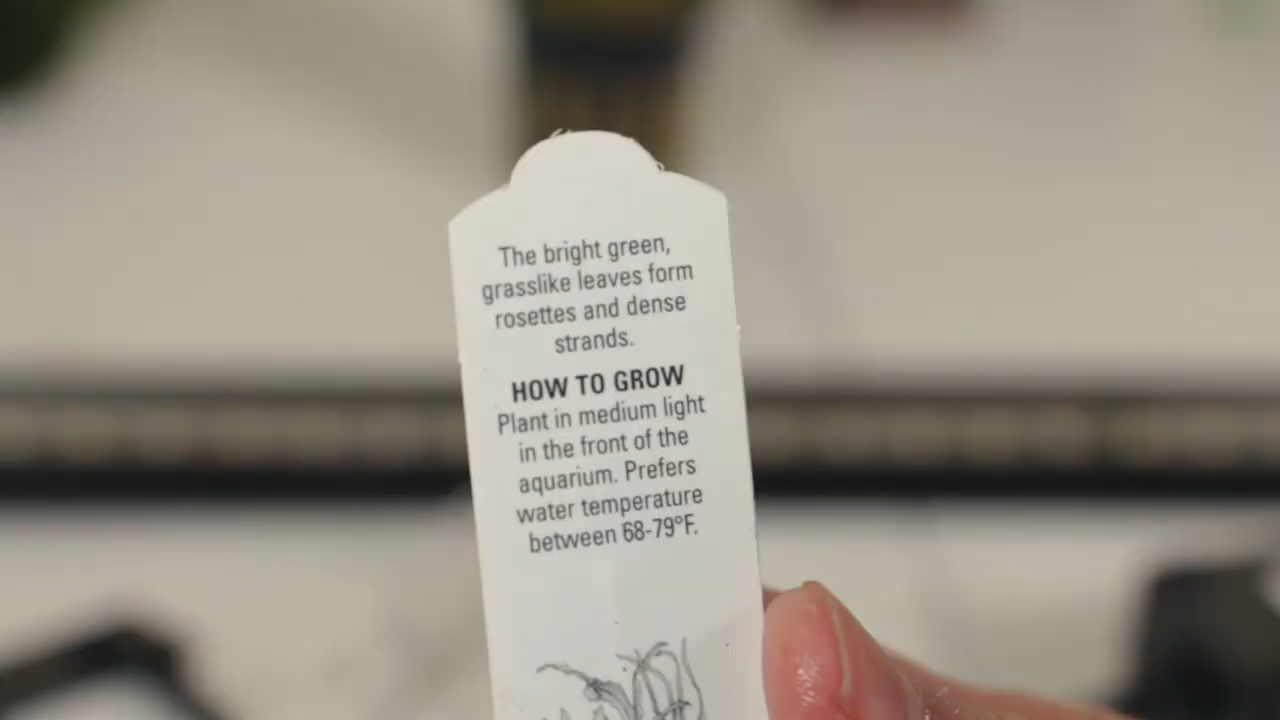 The bright green,
grasslike leaves form
rosettes and dense
strands.
HOW TO GROW
Plant in medium light
in the front of the
aquarium. Prefers
water temperature
between 68-79°F.